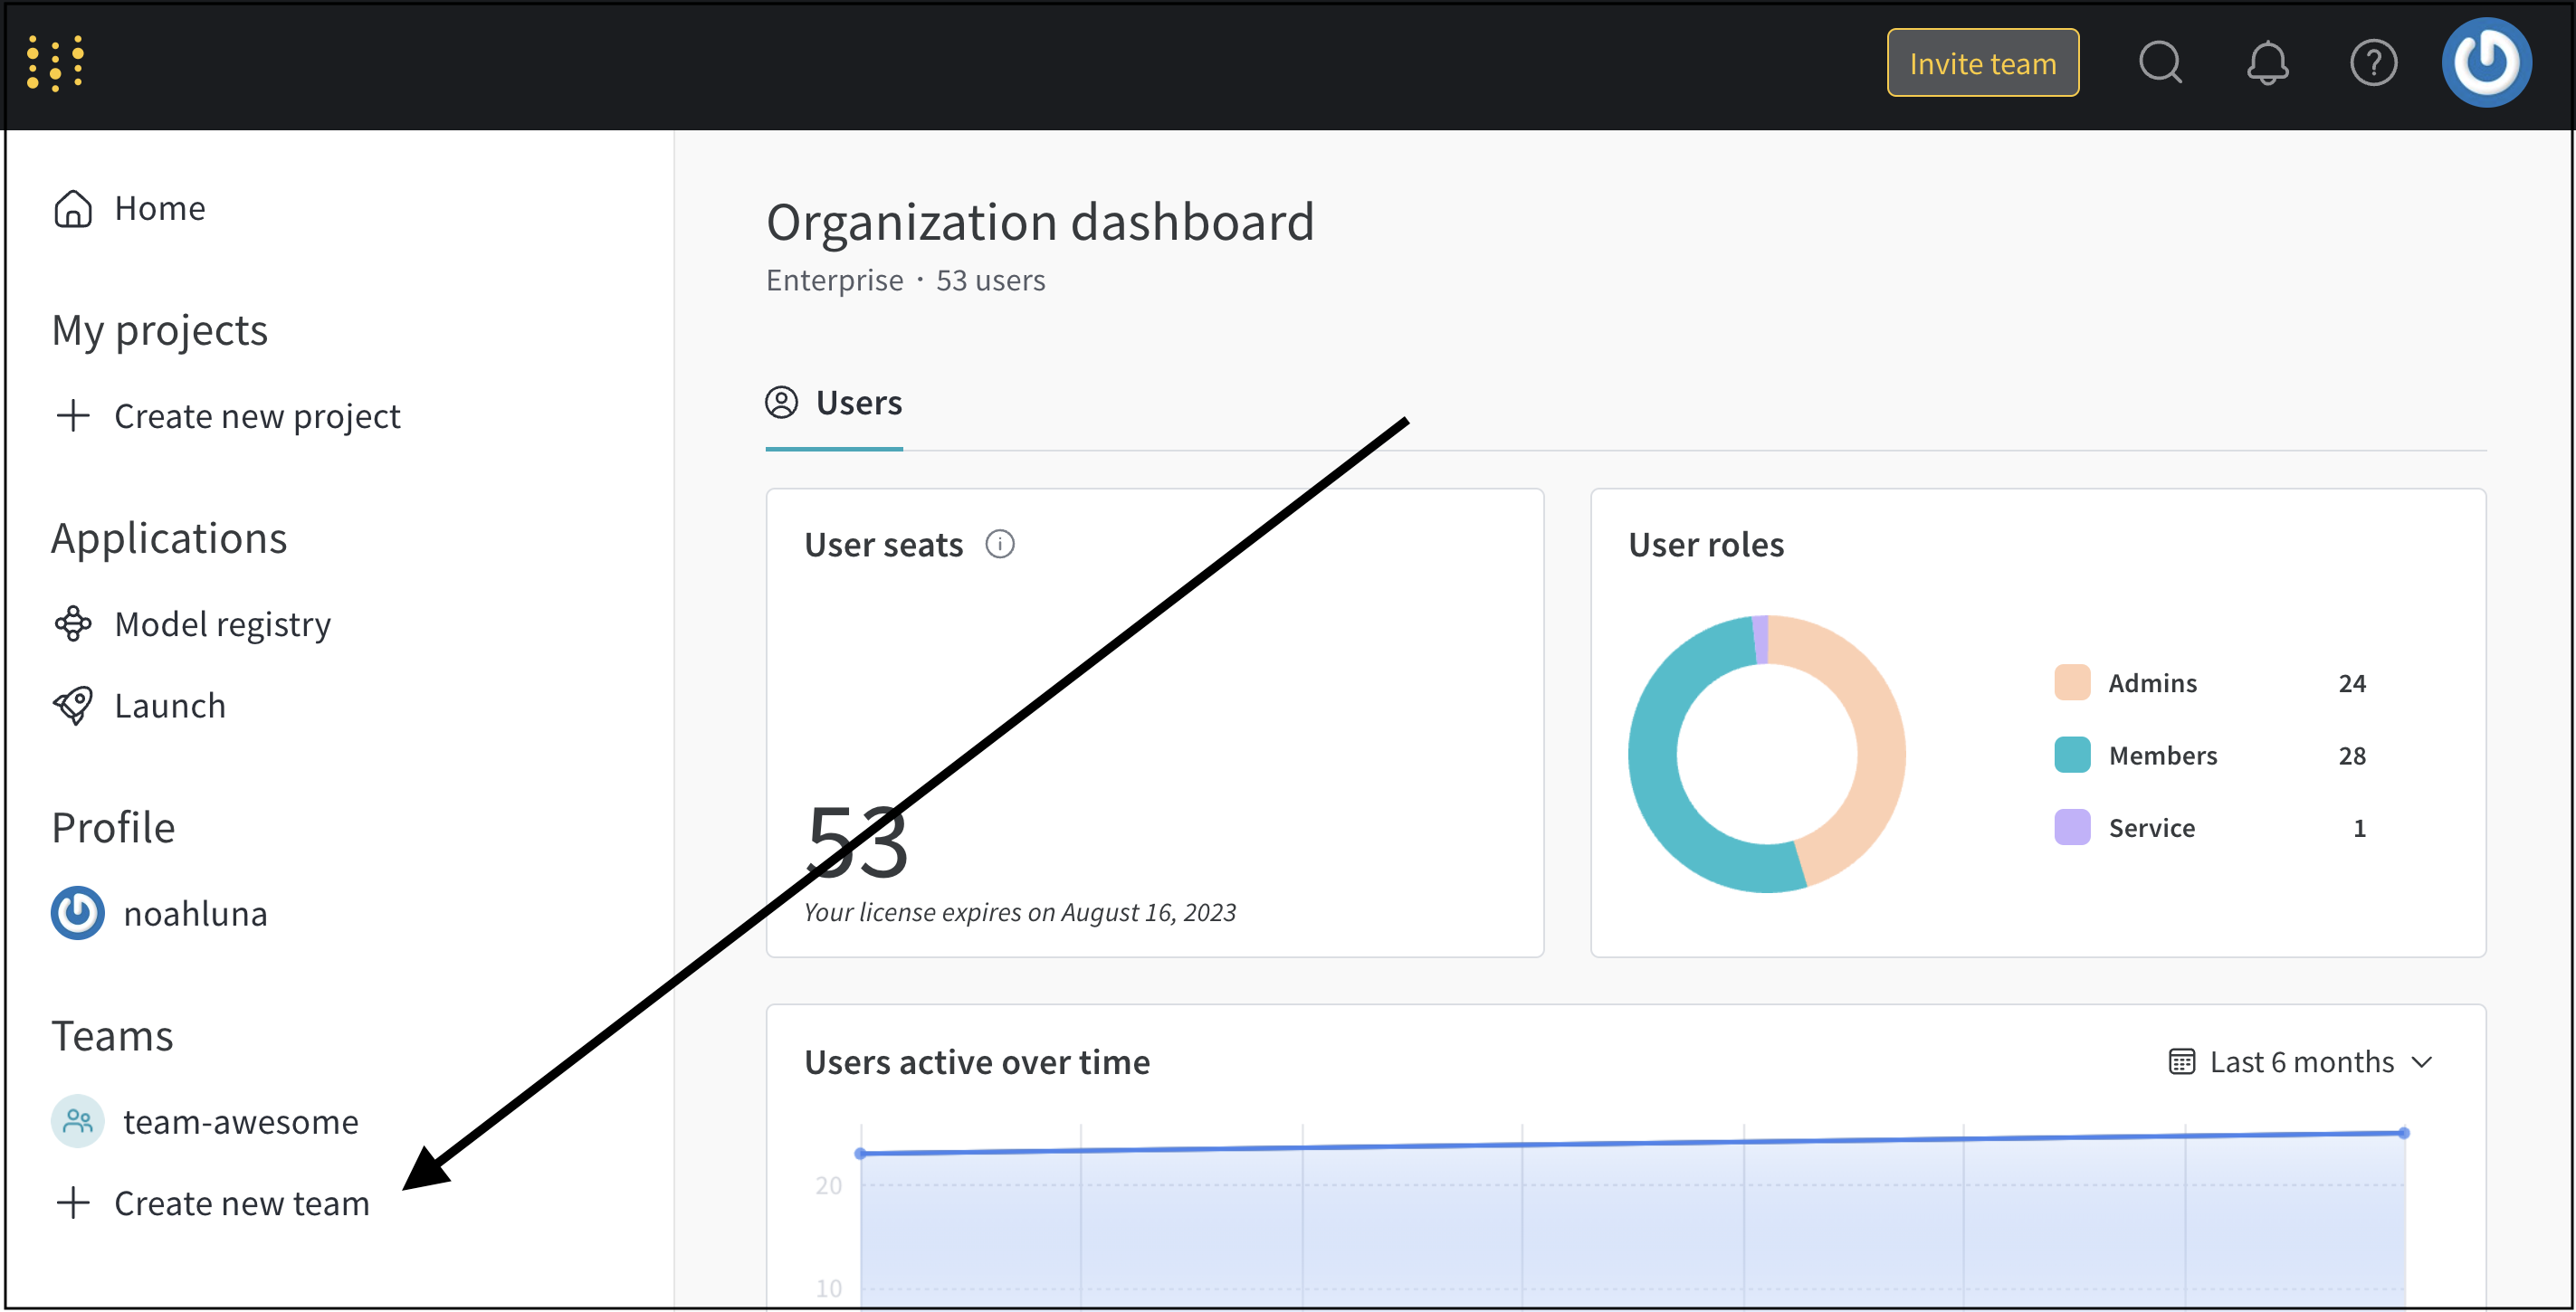 Invite team
Home
My projects
Create new project
Applications
Model registry
Launch
Profile
noahluna
Teams
team-awesome
Create new team
Organization dashboard
Enterprise · 53 users
Users
User seats
53
Your license expires on August 16, 2023
User roles
Admins 24
Members 28
Service 1
Users active over time
Last 6 months
20
10